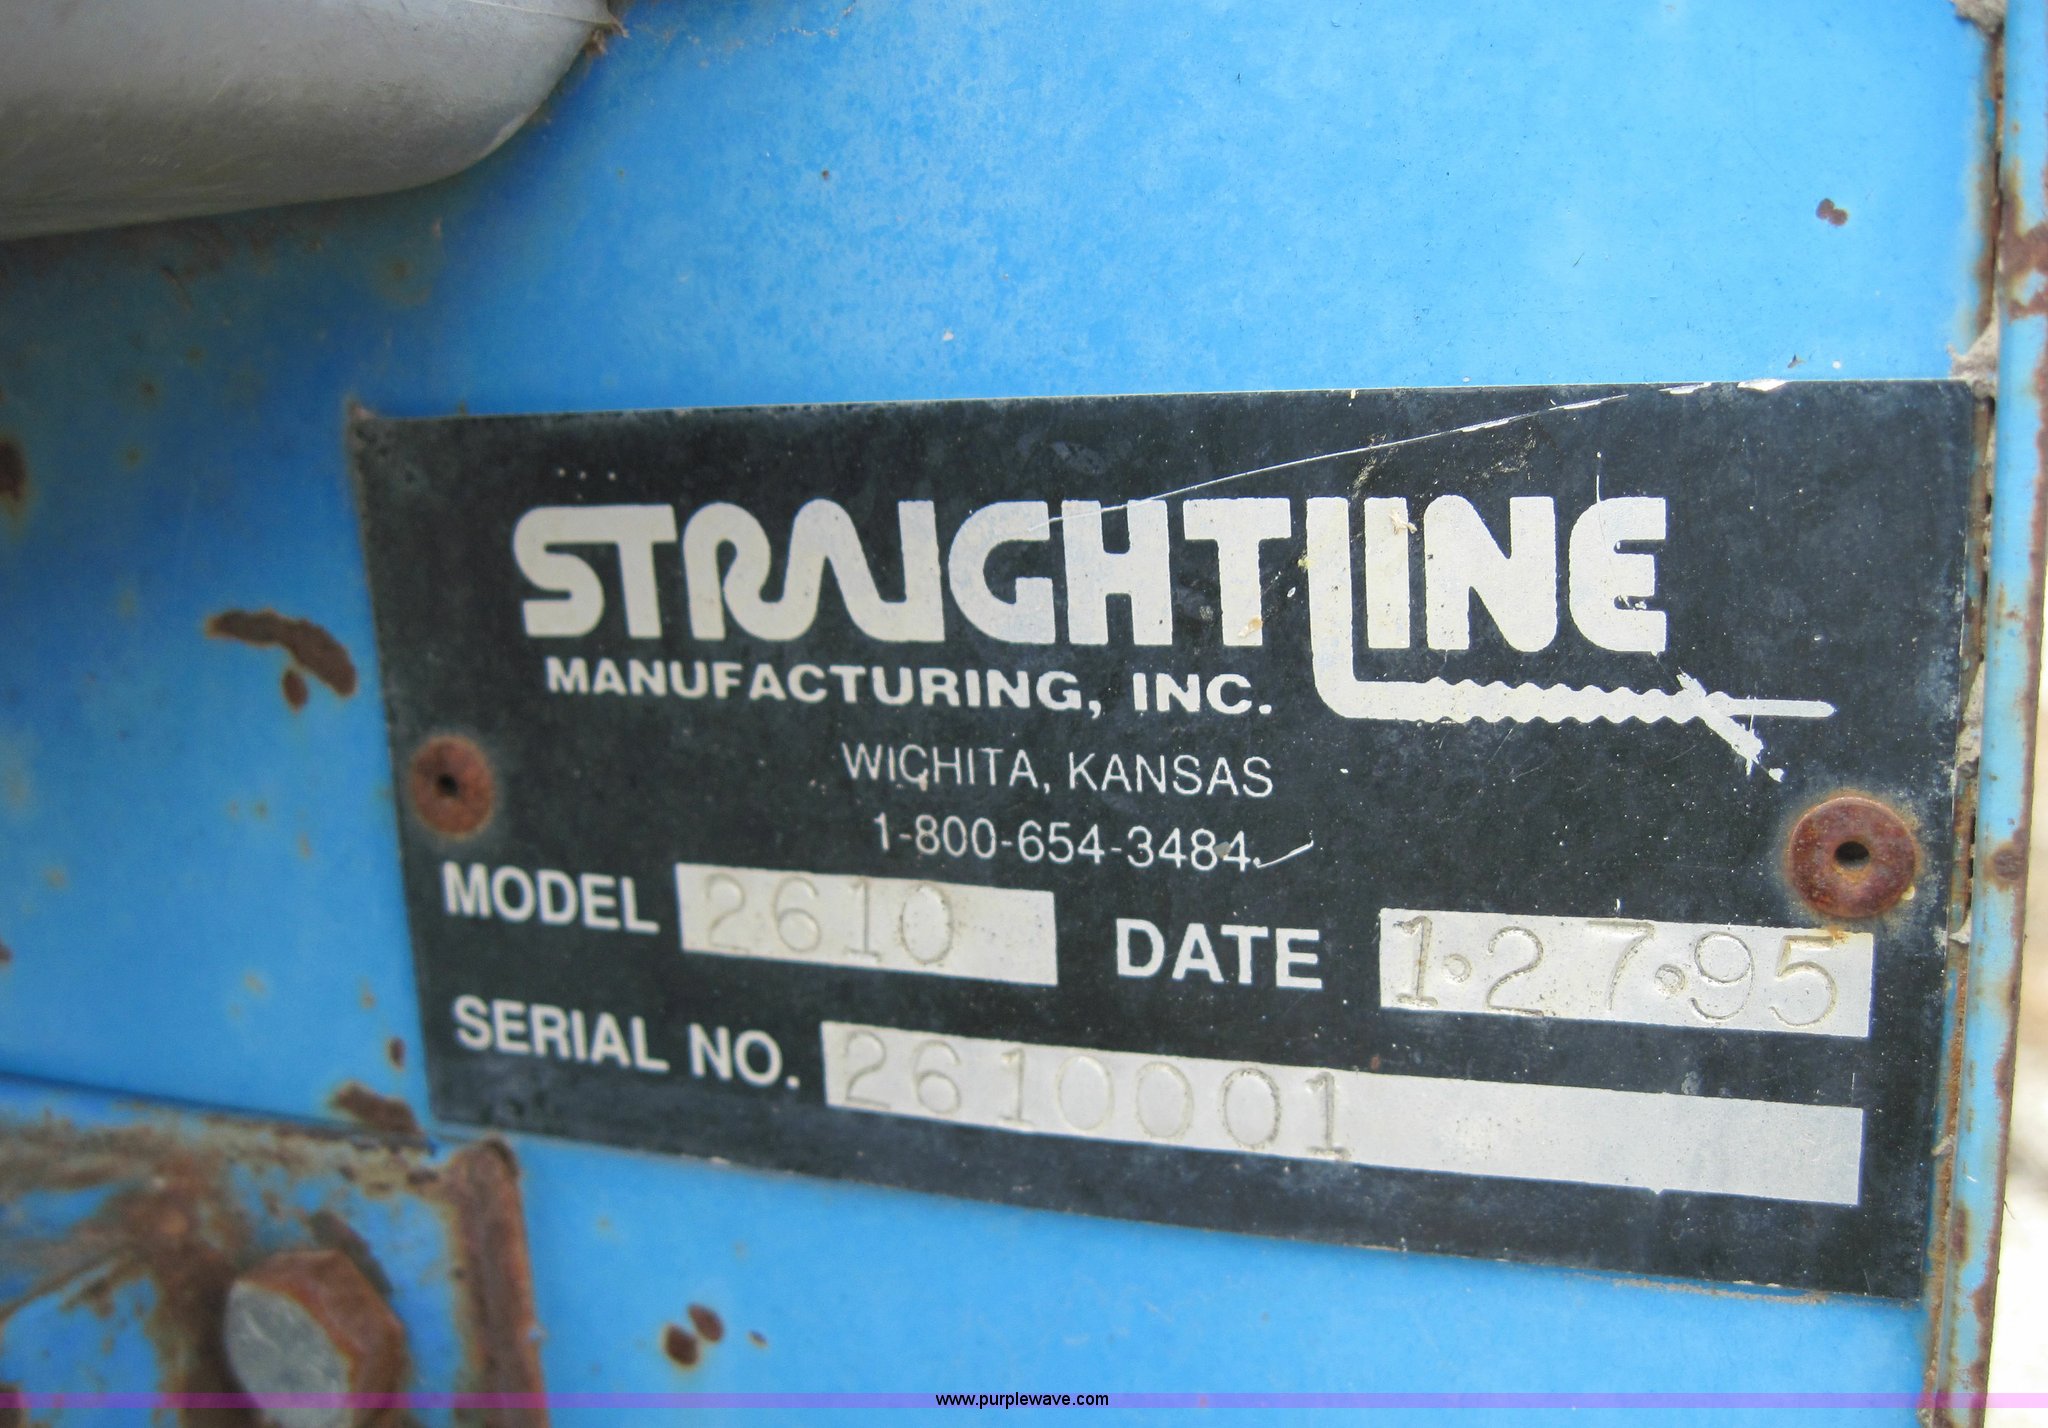 STRAIGHTLINE
MANUFACTURING, INC.
WICHITA, KANSAS
1-800-654-3484
MODEL 2610 DATE 1·27·95
SERIAL NO. 2610001
www.purplewave.com